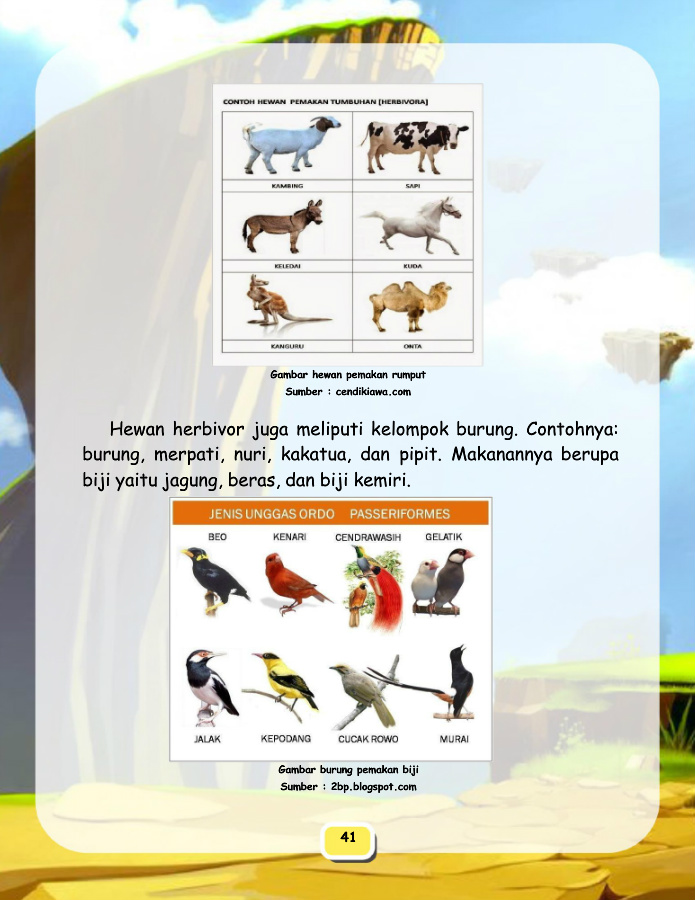 CONTOH HEWAN PEMAKAN TUMBUHAN [HERBIVORA]
KAMBING SAPI
KELEDAI KUDA
KANGURU ONTA
Gambar hewan pemakan rumput
Sumber : cendikiawa.com
Hewan herbivor juga meliputi kelompok burung. Contohnya:
burung, merpati, nuri, kakatua, dan pipit. Makanannya berupa
biji yaitu jagung, beras, dan biji kemiri.
JENIS UNGGAS ORDO PASSERIFORMES
BEO KENARI CENDRAWASIH GELATIK
JALAK KEPODANG CUCAK ROWO MURAI
Gambar burung pemakan biji
Sumber : 2bp.blogspot.com
41